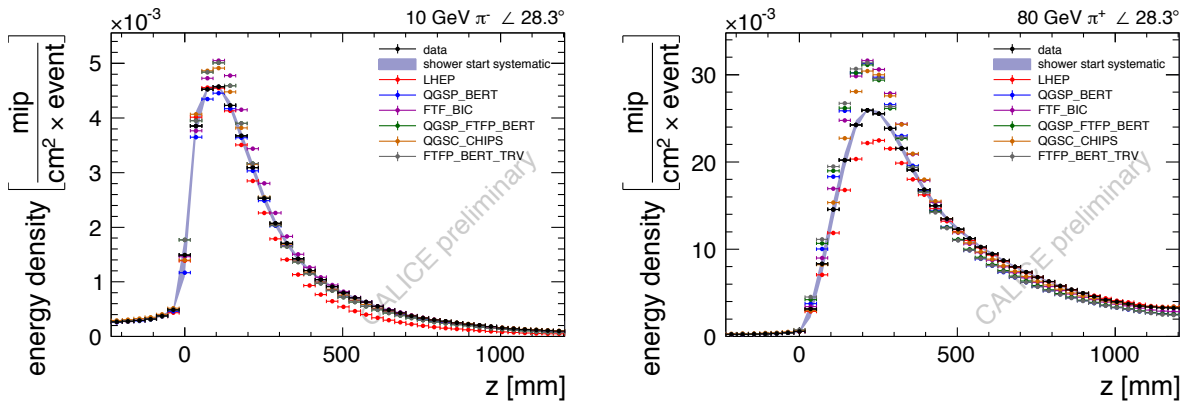 ×10⁻³
10 GeV π⁻ ∠ 28.3°
energy density [mip / cm² × event]
5
4
3
2
1
0
data
shower start systematic
LHEP
QGSP_BERT
FTF_BIC
QGSP_FTFP_BERT
QGSC_CHIPS
FTFP_BERT_TRV
CALICE preliminary
0
500
1000
z [mm]
×10⁻³
80 GeV π⁺ ∠ 28.3°
energy density [mip / cm² × event]
30
20
10
0
data
shower start systematic
LHEP
QGSP_BERT
FTF_BIC
QGSP_FTFP_BERT
QGSC_CHIPS
FTFP_BERT_TRV
CALICE preliminary
0
500
1000
z [mm]